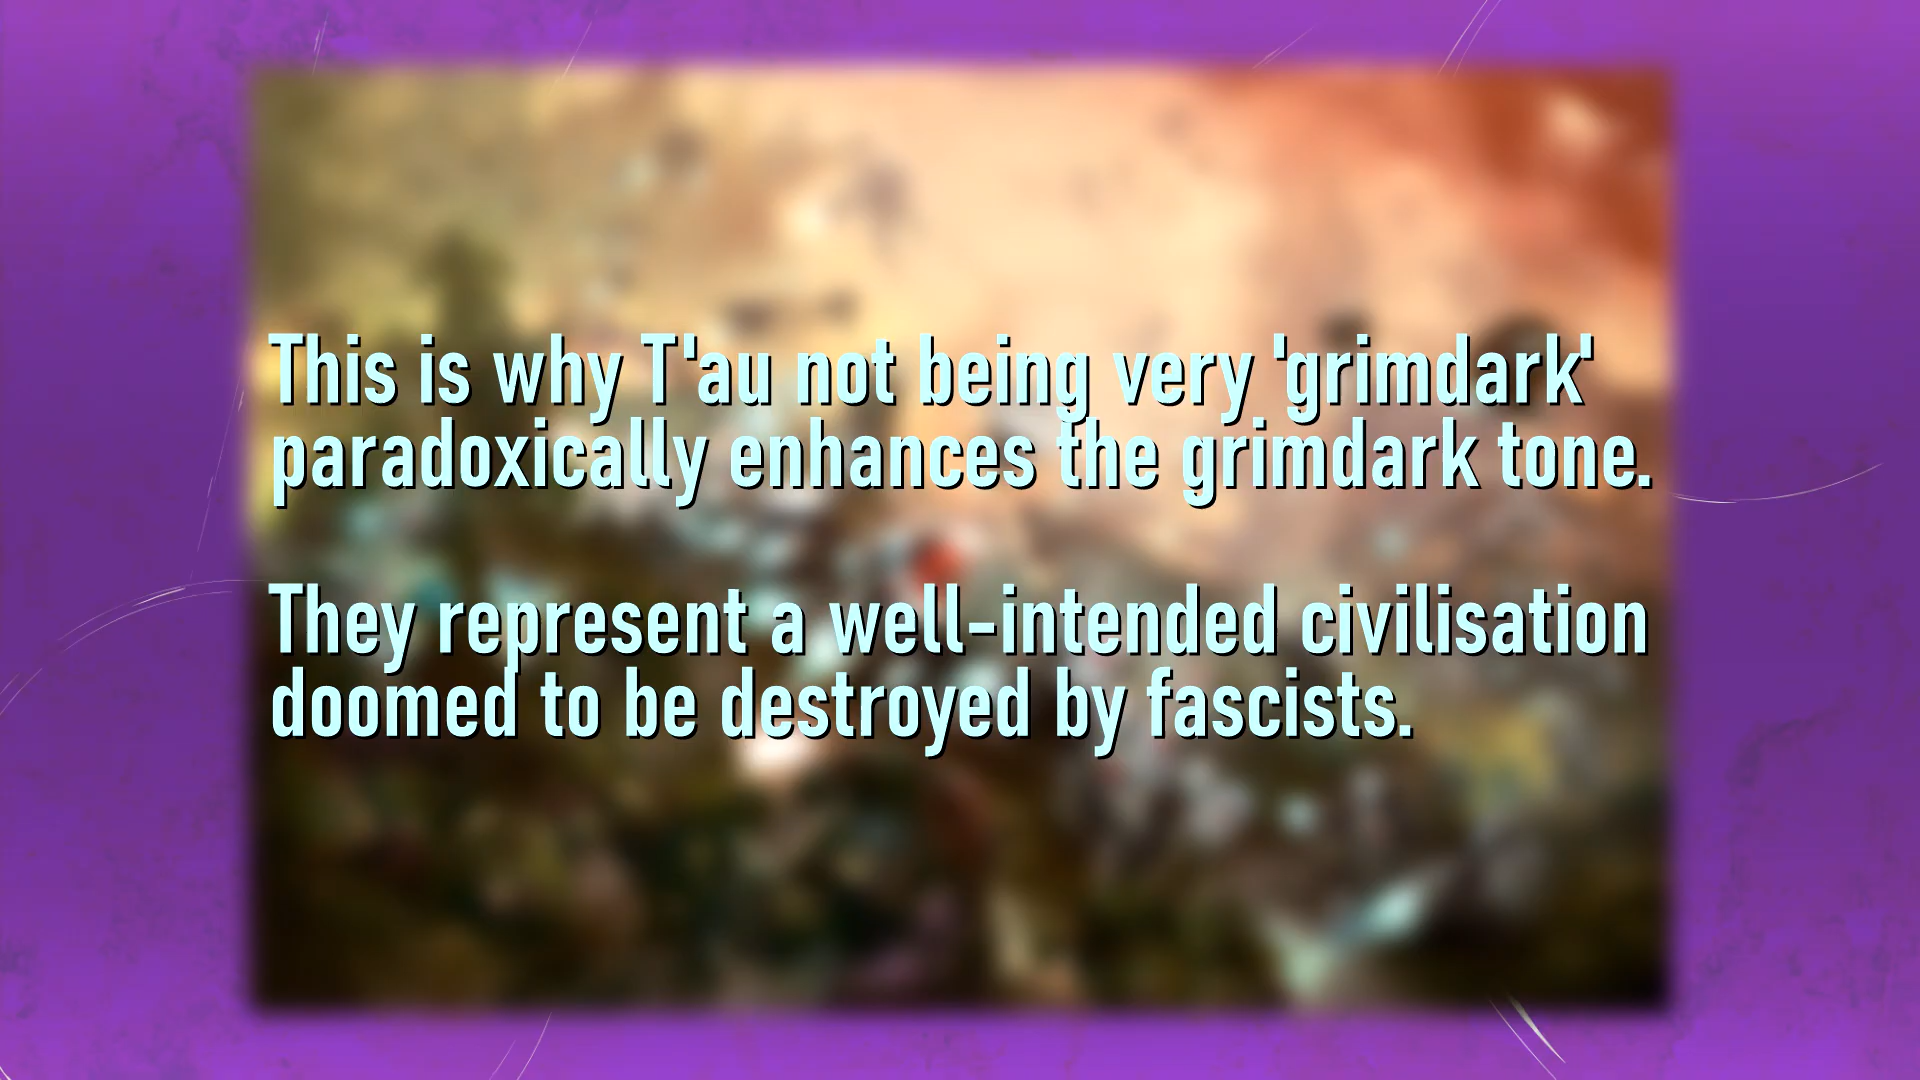 This is why T'au not being very 'grimdark'
paradoxically enhances the grimdark tone.
They represent a well-intended civilisation
doomed to be destroyed by fascists.